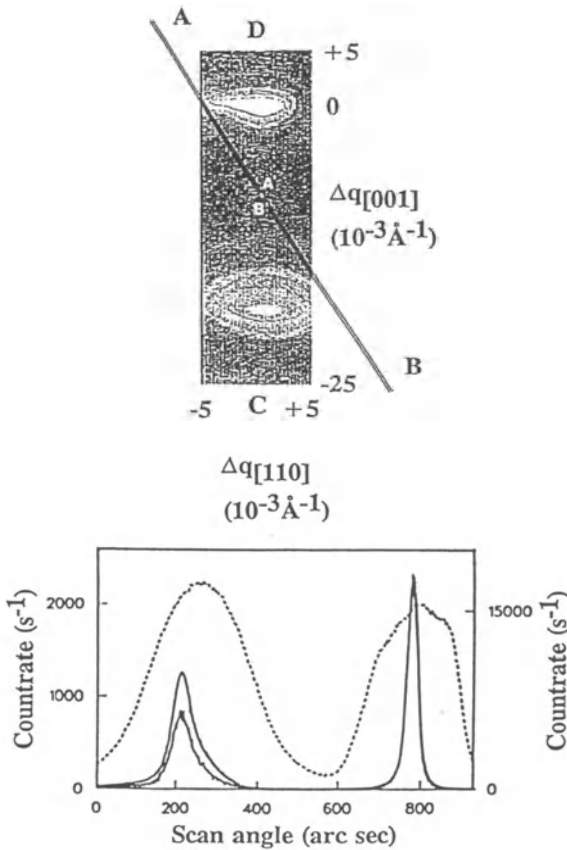 A
D
+5
0
A
B
Δq[001]
(10-3Å-1)
B
-25
-5
C
+5
Δq[110]
(10-3Å-1)
Countrate (s-1)
2000
1000
0
15000
0
Countrate (s-1)
0 200 400 600 800
Scan angle (arc sec)